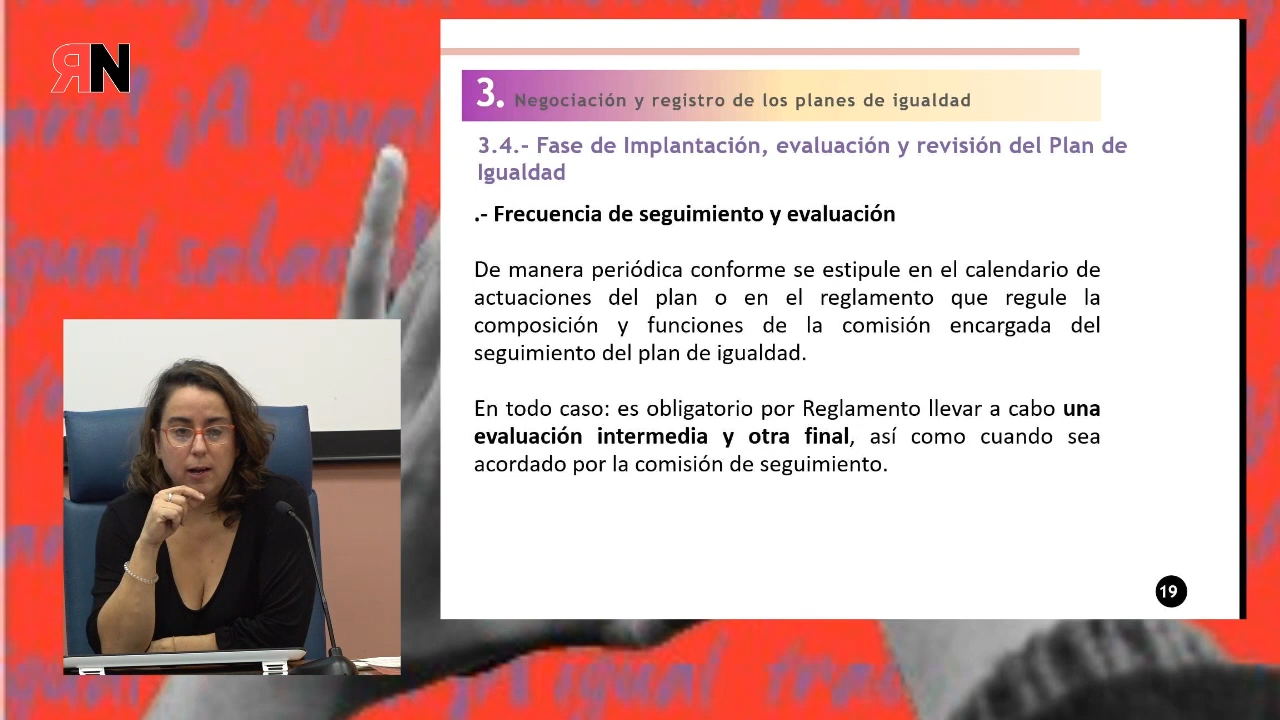 ЯN
3. Negociación y registro de los planes de igualdad
3.4.- Fase de Implantación, evaluación y revisión del Plan de
Igualdad
.- Frecuencia de seguimiento y evaluación
De manera periódica conforme se estipule en el calendario de
actuaciones del plan o en el reglamento que regule la
composición y funciones de la comisión encargada del
seguimiento del plan de igualdad.
En todo caso: es obligatorio por Reglamento llevar a cabo una
evaluación intermedia y otra final, así como cuando sea
acordado por la comisión de seguimiento.
19
¡A igual
gual
¡A igual